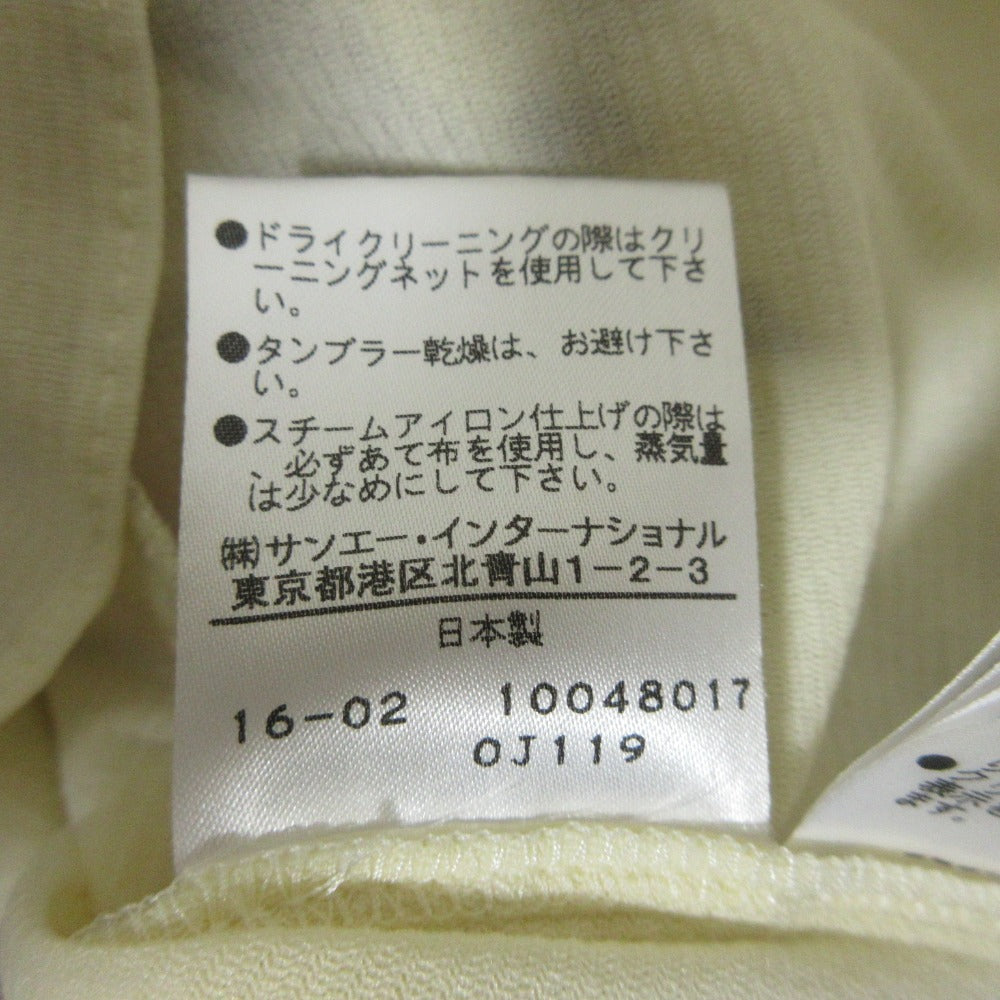 ●ドライクリーニングの際はクリ
ーニングネットを使用して下さ
い。
●タンブラー乾燥は、お避け下さ
い。
●スチームアイロン仕上げの際は
、必ずあて布を使用し、蒸気量
は少なめにして下さい。
(株)サンエー・インターナショナル
東京都港区北青山1-2-3
日本製
16-02 10048017
0J119